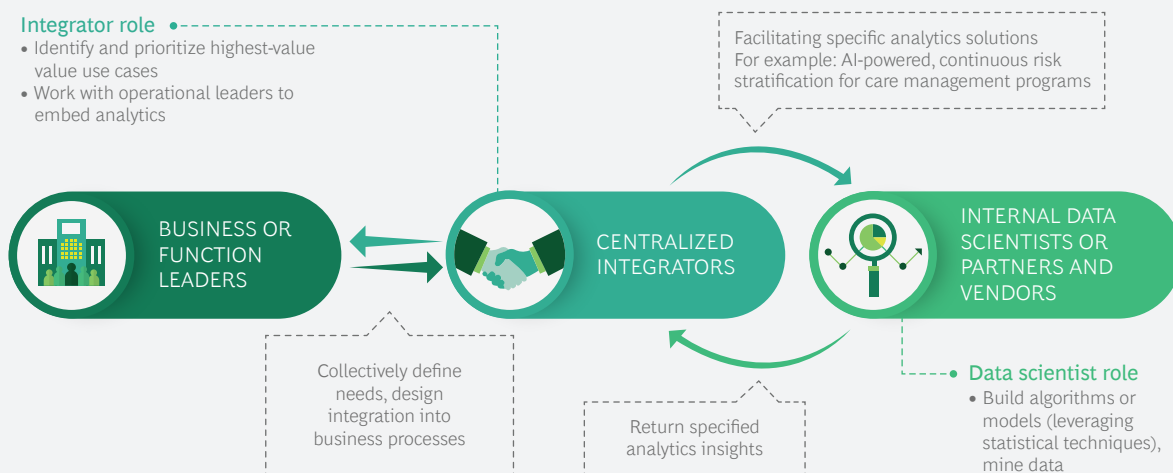 Integrator role
• Identify and prioritize highest-value
value use cases
• Work with operational leaders to
embed analytics
Facilitating specific analytics solutions
For example: AI-powered, continuous risk
stratification for care management programs
BUSINESS OR
FUNCTION
LEADERS
CENTRALIZED
INTEGRATORS
INTERNAL DATA
SCIENTISTS OR
PARTNERS AND
VENDORS
Collectively define
needs, design
integration into
business processes
Return specified
analytics insights
Data scientist role
• Build algorithms or
models (leveraging
statistical techniques),
mine data